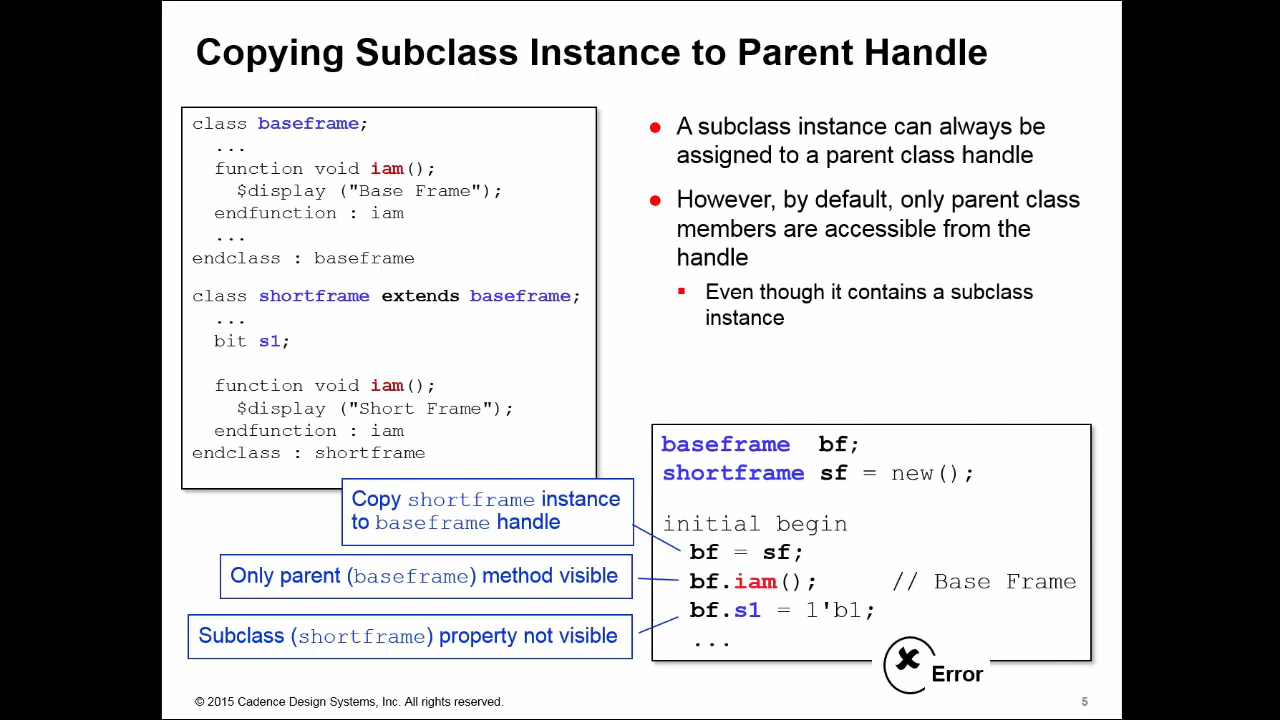 Copying Subclass Instance to Parent Handle
class baseframe;
...
function void iam();
$display ("Base Frame");
endfunction : iam
...
endclass : baseframe
class shortframe extends baseframe;
...
bit s1;
function void iam();
$display ("Short Frame");
endfunction : iam
endclass : shortframe
● A subclass instance can always be
assigned to a parent class handle
● However, by default, only parent class
members are accessible from the
handle
▪ Even though it contains a subclass
instance
Copy shortframe instance
to baseframe handle
Only parent (baseframe) method visible
Subclass (shortframe) property not visible
baseframe bf;
shortframe sf = new();
initial begin
bf = sf;
bf.iam(); // Base Frame
bf.s1 = 1'b1;
...
Error
© 2015 Cadence Design Systems, Inc. All rights reserved.
5